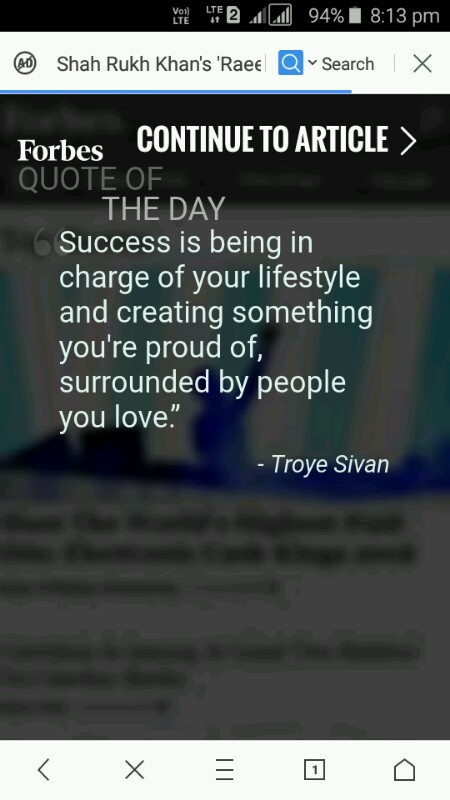 Vo)) LTE LTE 2 94% 8:13 pm
AD Shah Rukh Khan's 'Raee Search
Forbes CONTINUE TO ARTICLE
QUOTE OF
THE DAY
“Success is being in
charge of your lifestyle
and creating something
you're proud of,
surrounded by people
you love.”
- Troye Sivan
1